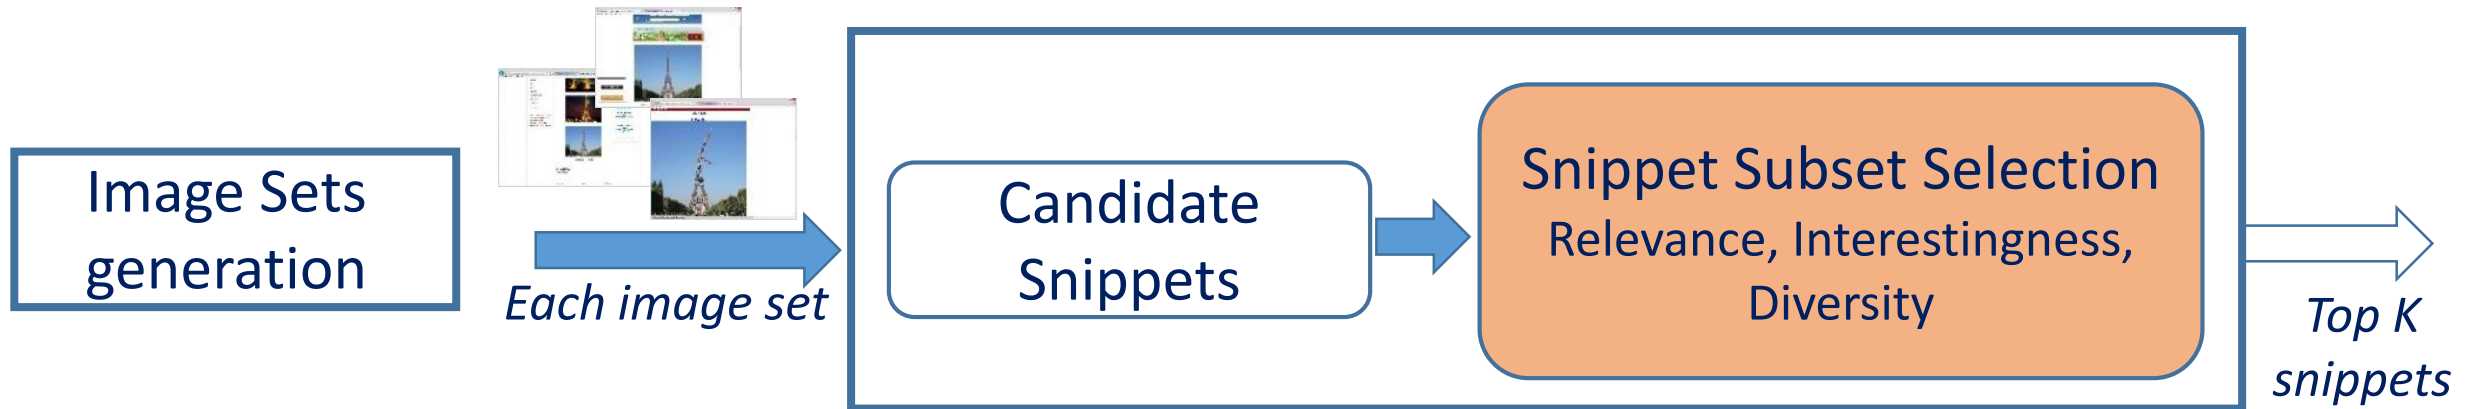 Image Sets
generation
Each image set
Candidate
Snippets
Snippet Subset Selection
Relevance, Interestingness,
Diversity
Top K
snippets